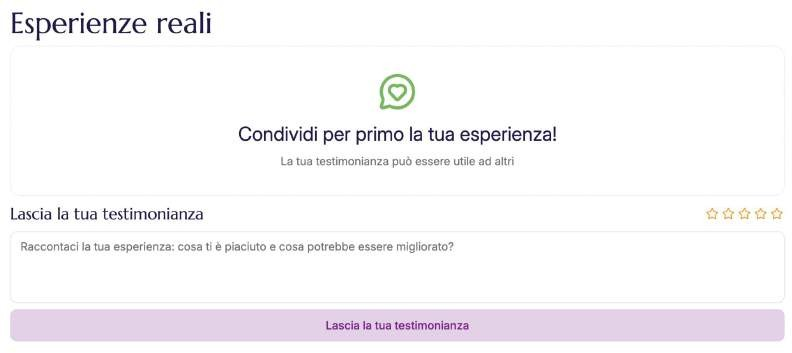 Esperienze reali
Condividi per primo la tua esperienza!
La tua testimonianza può essere utile ad altri
Lascia la tua testimonianza
Raccontaci la tua esperienza: cosa ti è piaciuto e cosa potrebbe essere migliorato?
Lascia la tua testimonianza